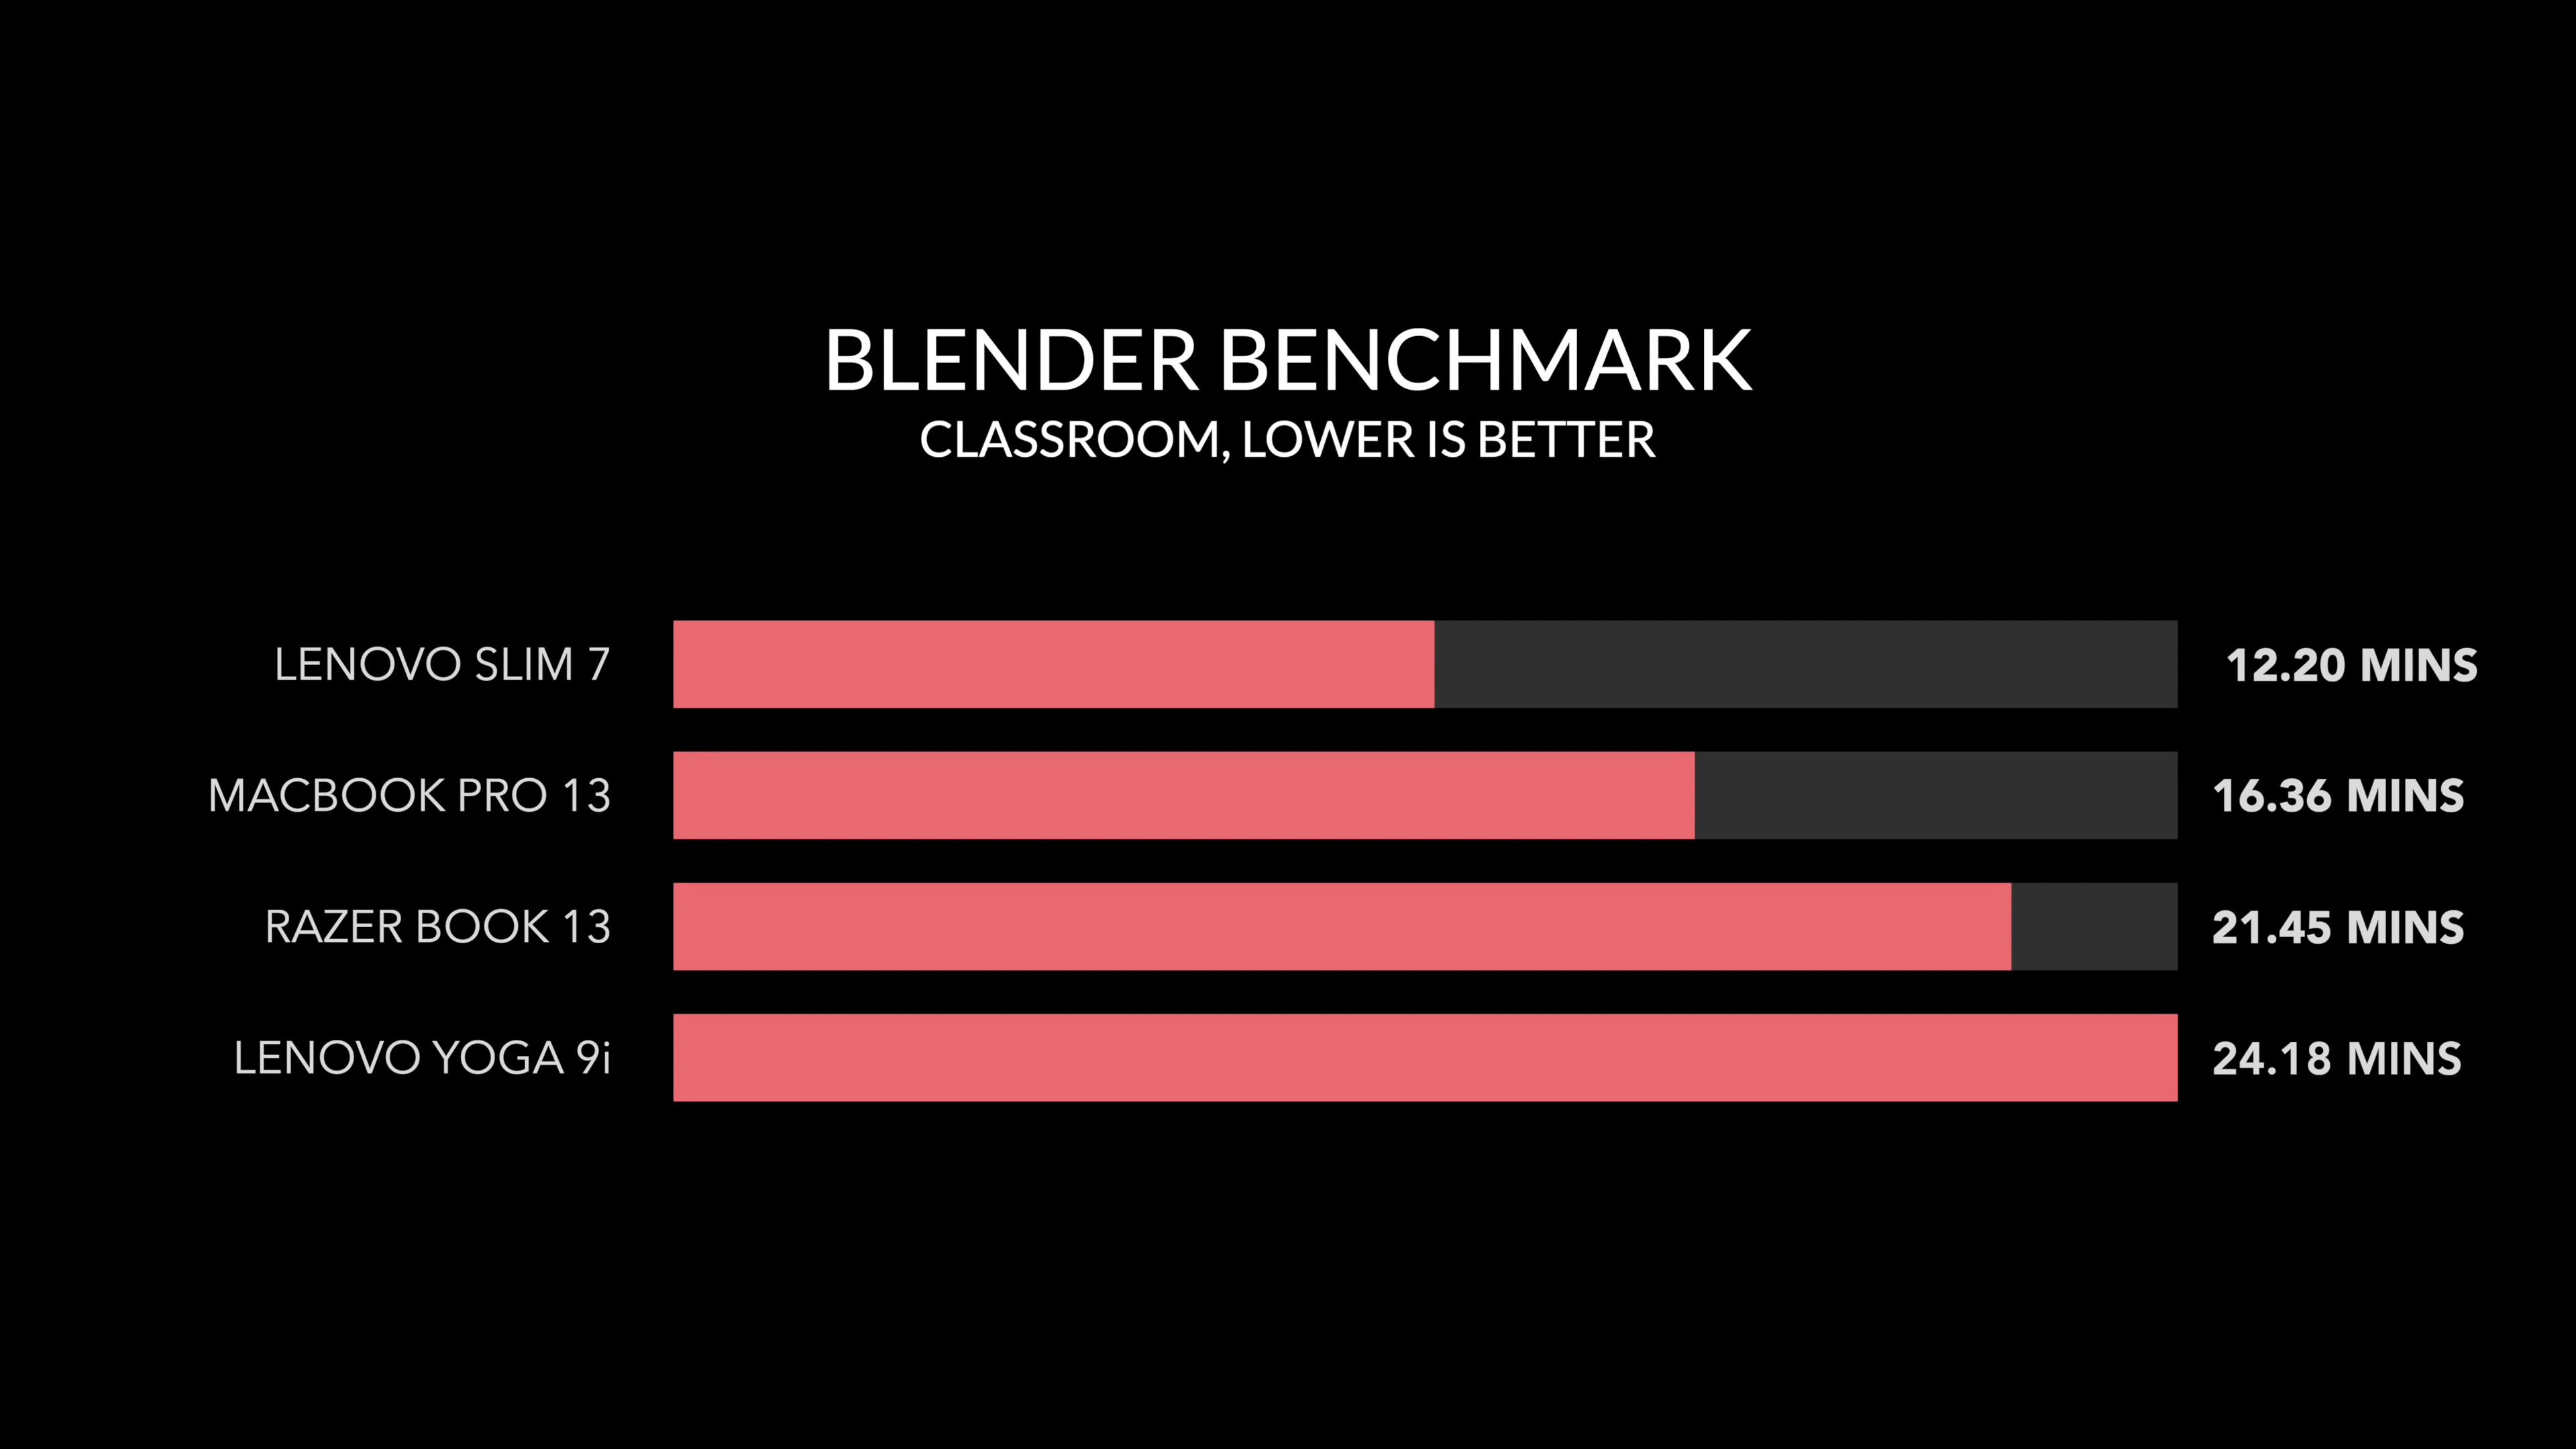 BLENDER BENCHMARK
CLASSROOM, LOWER IS BETTER
LENOVO SLIM 7 12.20 MINS
MACBOOK PRO 13 16.36 MINS
RAZER BOOK 13 21.45 MINS
LENOVO YOGA 9i 24.18 MINS